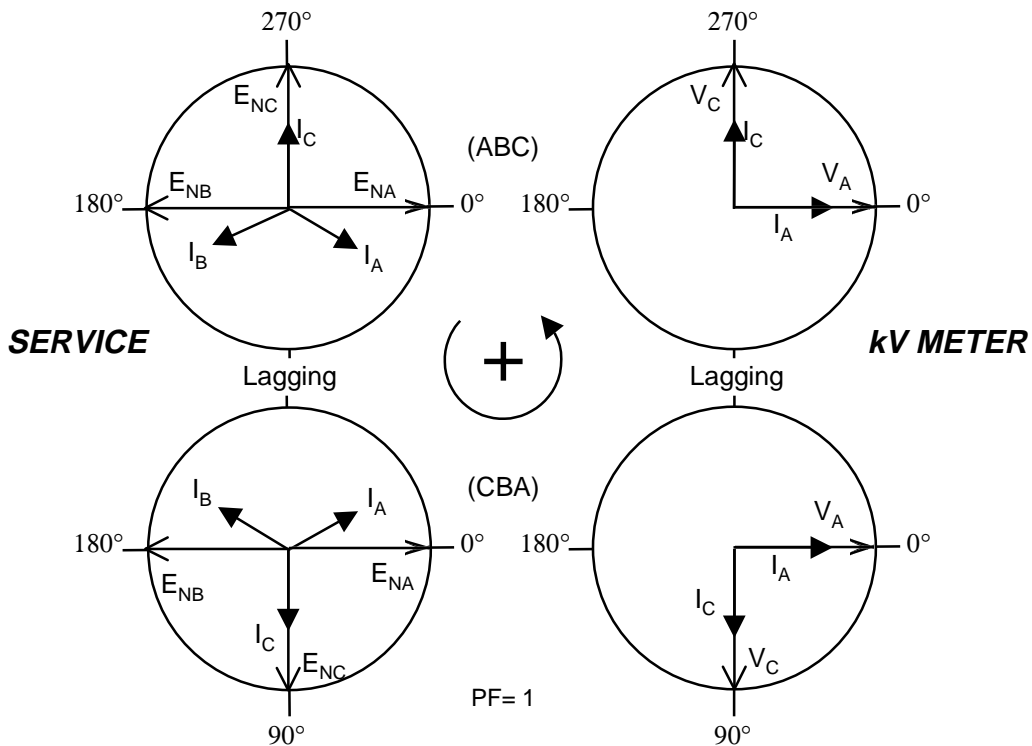 270° 270°
E_NC I_C V_C I_C
(ABC)
180° E_NB E_NA 0° 180° V_A 0°
I_B I_A I_A
SERVICE + kV METER
Lagging Lagging
(CBA)
I_B I_A V_A
180° 0° 180° I_A 0°
E_NB E_NA I_C
I_C E_NC V_C
PF= 1
90° 90°